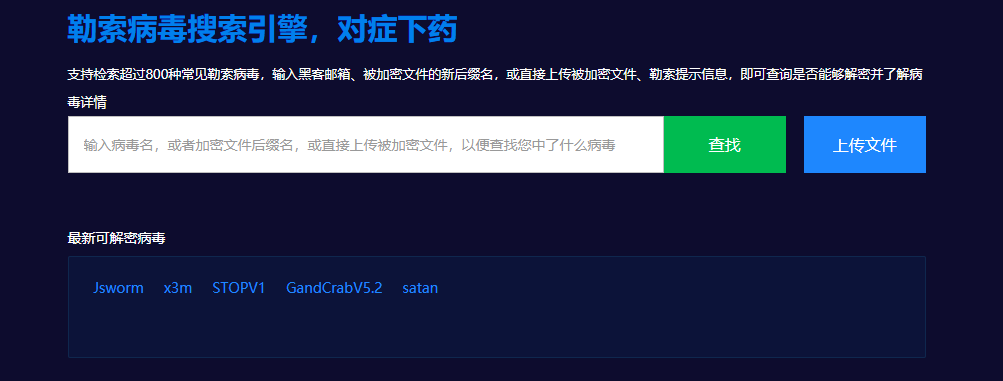 勒索病毒搜索引擎，对症下药
支持检索超过800种常见勒索病毒，输入黑客邮箱、被加密文件的新后缀名，或直接上传被加密文件、勒索提示信息，即可查询是否能够解密并了解病
毒详情
输入病毒名，或者加密文件后缀名，或直接上传被加密文件，以便查找您中了什么病毒 查找 上传文件
最新可解密病毒
Jsworm x3m STOPV1 GandCrabV5.2 satan